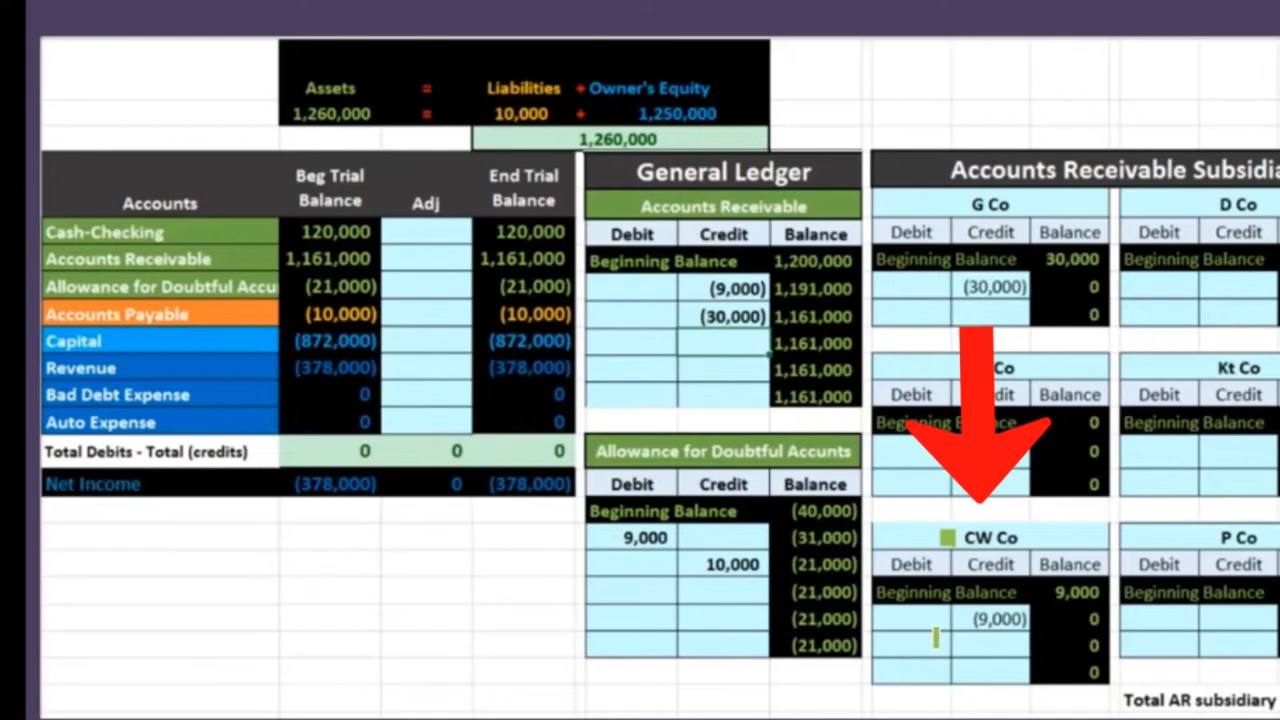 Assets = Liabilities + Owner's Equity
1,260,000 = 10,000 + 1,250,000
1,260,000
Accounts Beg Trial Balance Adj End Trial Balance
Cash-Checking 120,000 120,000
Accounts Receivable 1,161,000 1,161,000
Allowance for Doubtful Accu (21,000) (21,000)
Accounts Payable (10,000) (10,000)
Capital (872,000) (872,000)
Revenue (378,000) (378,000)
Bad Debt Expense 0 0
Auto Expense 0 0
Total Debits - Total (credits) 0 0 0
Net Income (378,000) 0 (378,000)
General Ledger
Accounts Receivable
Debit Credit Balance
Beginning Balance 1,200,000
(9,000) 1,191,000
(30,000) 1,161,000
1,161,000
1,161,000
1,161,000
Allowance for Doubtful Accunts
Debit Credit Balance
Beginning Balance (40,000)
9,000 (31,000)
10,000 (21,000)
(21,000)
(21,000)
(21,000)
Accounts Receivable Subsidia
G Co
Debit Credit Balance
Beginning Balance 30,000
(30,000) 0
0
D Co
Debit Credit Balance
Beginning Balance
Co
Debit dit Balance
Beginning Balance 0
0
0
Kt Co
Debit Credit Balance
Beginning Balance
CW Co
Debit Credit Balance
Beginning Balance 9,000
(9,000) 0
0
0
P Co
Debit Credit Balance
Beginning Balance
Total AR subsidiary